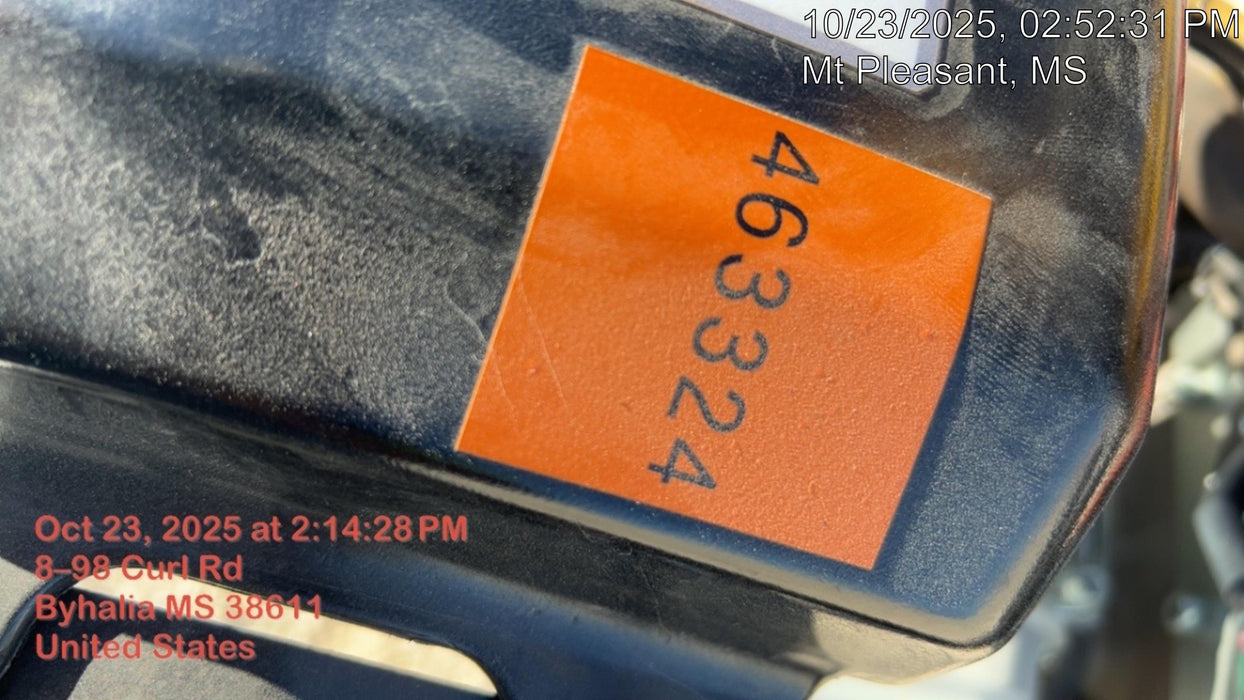 10/23/2025, 02:52:31 PM
Mt Pleasant, MS
463324
Oct 23, 2025 at 2:14:28 PM
8–98 Curl Rd
Byhalia MS 38611
United States